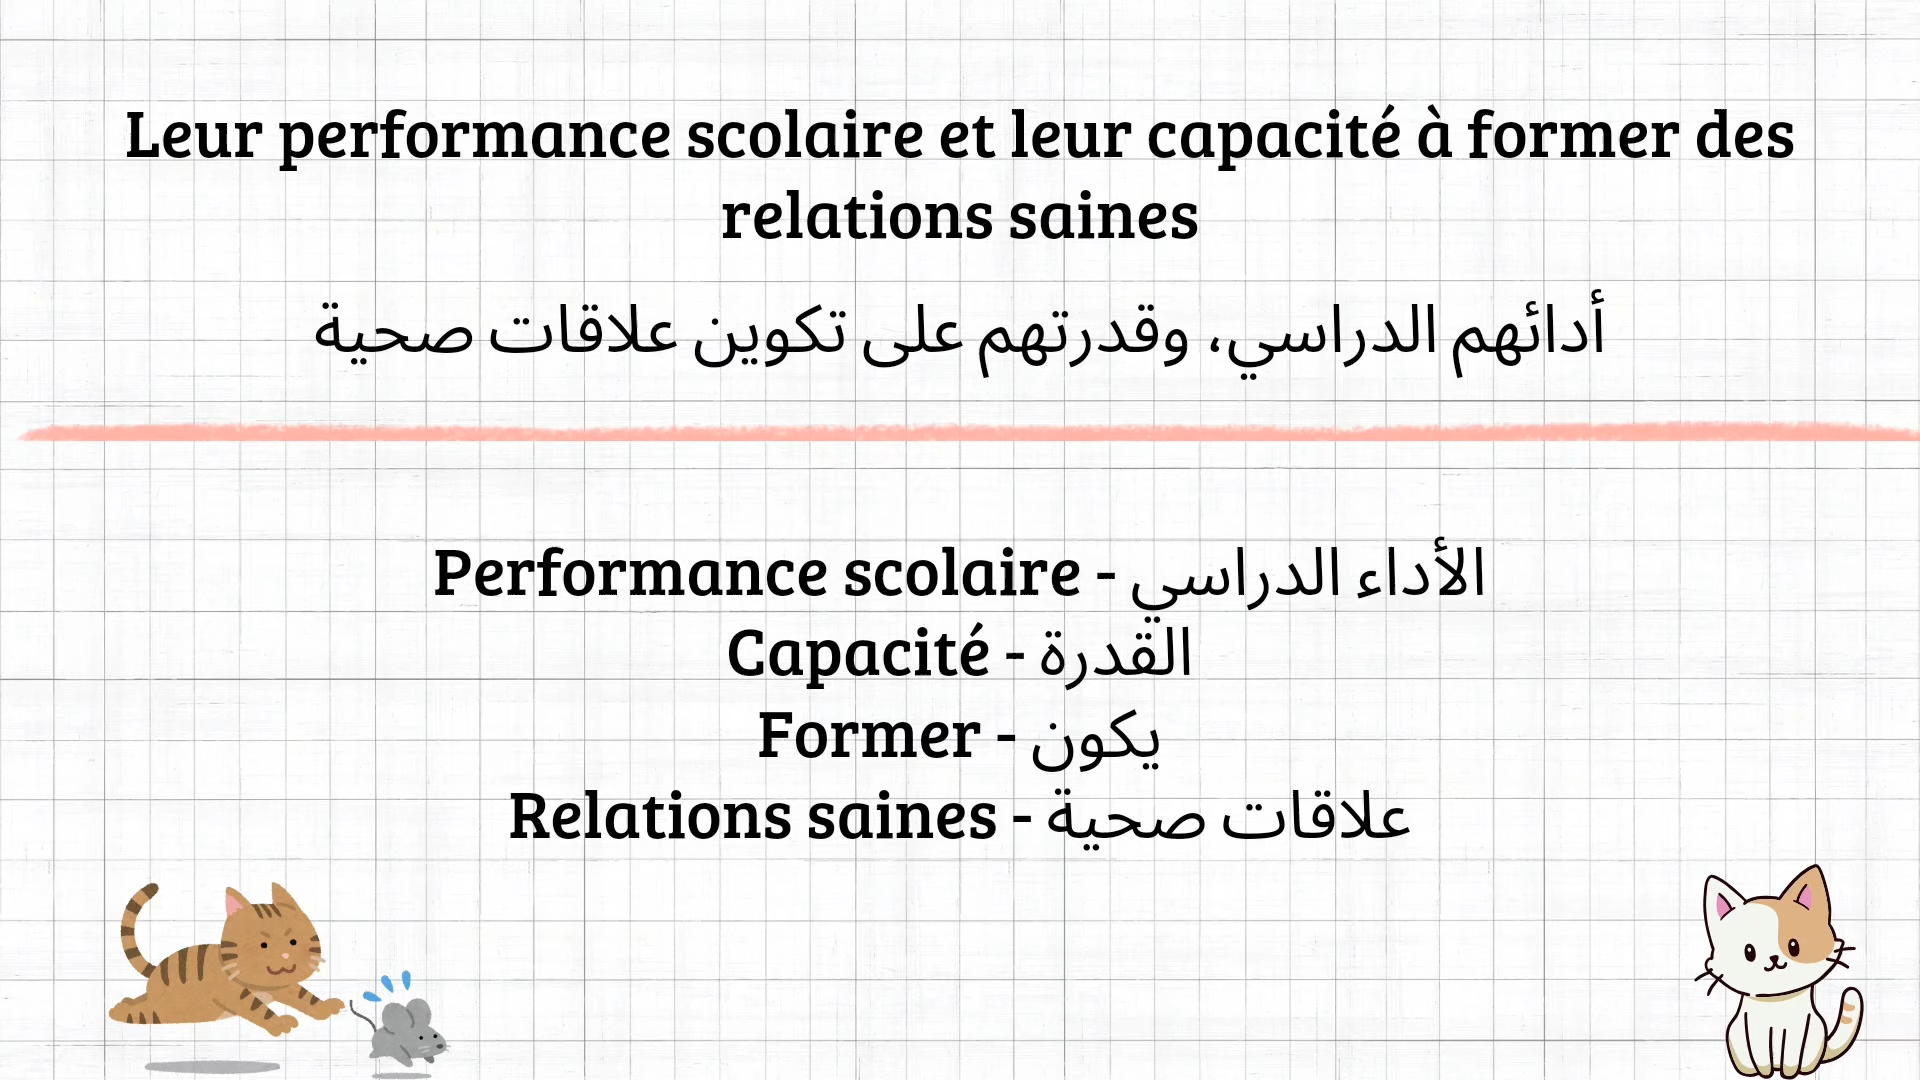 Leur performance scolaire et leur capacité à former des
relations saines
أدائهم الدراسي، وقدرتهم على تكوين علاقات صحية
Performance scolaire - الأداء الدراسي
Capacité - القدرة
Former - يكون
Relations saines - علاقات صحية